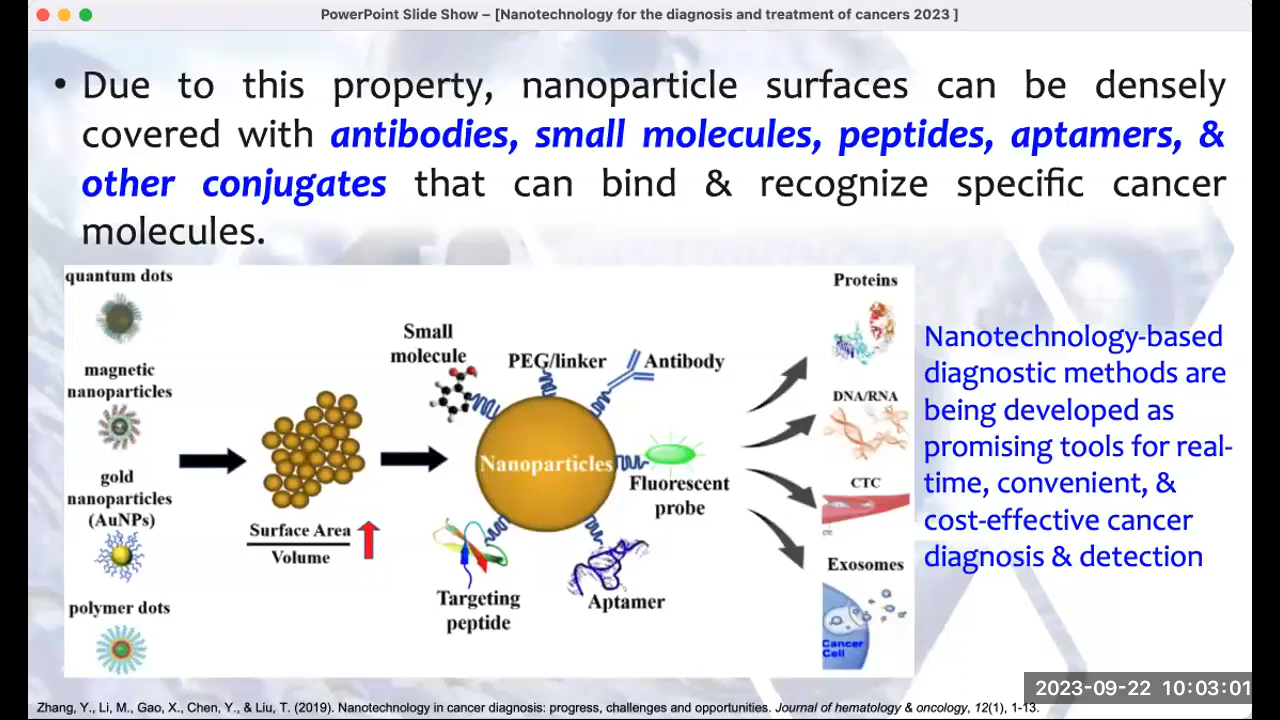 PowerPoint Slide Show – [Nanotechnology for the diagnosis and treatment of cancers 2023 ]
• Due to this property, nanoparticle surfaces can be densely
covered with antibodies, small molecules, peptides, aptamers, &
other conjugates that can bind & recognize specific cancer
molecules.
quantum dots
magnetic
nanoparticles
gold
nanoparticles
(AuNPs)
polymer dots
Surface Area
Volume
Small
molecule
PEG/linker
Antibody
Nanoparticles
Fluorescent
probe
Targeting
peptide
Aptamer
Proteins
DNA/RNA
CTC
CTC
Exosomes
Cancer
Cell
Nanotechnology-based
diagnostic methods are
being developed as
promising tools for real-
time, convenient, &
cost-effective cancer
diagnosis & detection
2023-09-22 10:03:01
Zhang, Y., Li, M., Gao, X., Chen, Y., & Liu, T. (2019). Nanotechnology in cancer diagnosis: progress, challenges and opportunities. Journal of hematology & oncology, 12(1), 1-13.